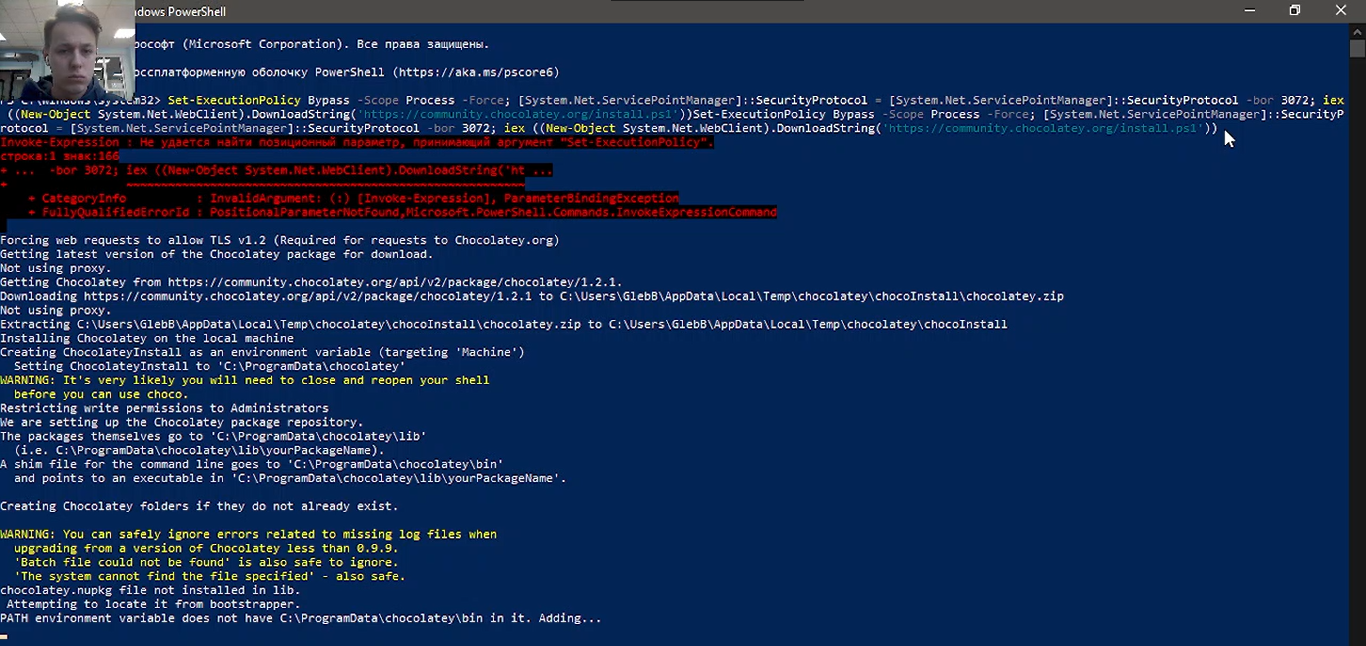 ndows PowerShell
рософт (Microsoft Corporation). Все права защищены.
оссплатформенную оболочку PowerShell (https://aka.ms/pscore6)
PS C:\Windows\system32> Set-ExecutionPolicy Bypass -Scope Process -Force; [System.Net.ServicePointManager]::SecurityProtocol = [System.Net.ServicePointManager]::SecurityProtocol -bor 3072; iex
((New-Object System.Net.WebClient).DownloadString('https://community.chocolatey.org/install.ps1'))Set-ExecutionPolicy Bypass -Scope Process -Force; [System.Net.ServicePointManager]::SecurityP
rotocol = [System.Net.ServicePointManager]::SecurityProtocol -bor 3072; iex ((New-Object System.Net.WebClient).DownloadString('https://community.chocolatey.org/install.ps1'))
Invoke-Expression : Не удается найти позиционный параметр, принимающий аргумент "Set-ExecutionPolicy".
строка:1 знак:166
+ ... -bor 3072; iex ((New-Object System.Net.WebClient).DownloadString('ht ...
+ ~~~~~~~~~~~~~~~~~~~~~~~~~~~~~~~~~~~~~~~~~~~~~~~~~~~~~~~~~
+ CategoryInfo : InvalidArgument: (:) [Invoke-Expression], ParameterBindingException
+ FullyQualifiedErrorId : PositionalParameterNotFound,Microsoft.PowerShell.Commands.InvokeExpressionCommand
Forcing web requests to allow TLS v1.2 (Required for requests to Chocolatey.org)
Getting latest version of the Chocolatey package for download.
Not using proxy.
Getting Chocolatey from https://community.chocolatey.org/api/v2/package/chocolatey/1.2.1.
Downloading https://community.chocolatey.org/api/v2/package/chocolatey/1.2.1 to C:\Users\GlebB\AppData\Local\Temp\chocolatey\chocoInstall\chocolatey.zip
Not using proxy.
Extracting C:\Users\GlebB\AppData\Local\Temp\chocolatey\chocoInstall\chocolatey.zip to C:\Users\GlebB\AppData\Local\Temp\chocolatey\chocoInstall
Installing Chocolatey on the local machine
Creating ChocolateyInstall as an environment variable (targeting 'Machine')
Setting ChocolateyInstall to 'C:\ProgramData\chocolatey'
WARNING: It's very likely you will need to close and reopen your shell
before you can use choco.
Restricting write permissions to Administrators
We are setting up the Chocolatey package repository.
The packages themselves go to 'C:\ProgramData\chocolatey\lib'
(i.e. C:\ProgramData\chocolatey\lib\yourPackageName).
A shim file for the command line goes to 'C:\ProgramData\chocolatey\bin'
and points to an executable in 'C:\ProgramData\chocolatey\lib\yourPackageName'.
Creating Chocolatey folders if they do not already exist.
WARNING: You can safely ignore errors related to missing log files when
upgrading from a version of Chocolatey less than 0.9.9.
'Batch file could not be found' is also safe to ignore.
'The system cannot find the file specified' - also safe.
chocolatey.nupkg file not installed in lib.
Attempting to locate it from bootstrapper.
PATH environment variable does not have C:\ProgramData\chocolatey\bin in it. Adding...